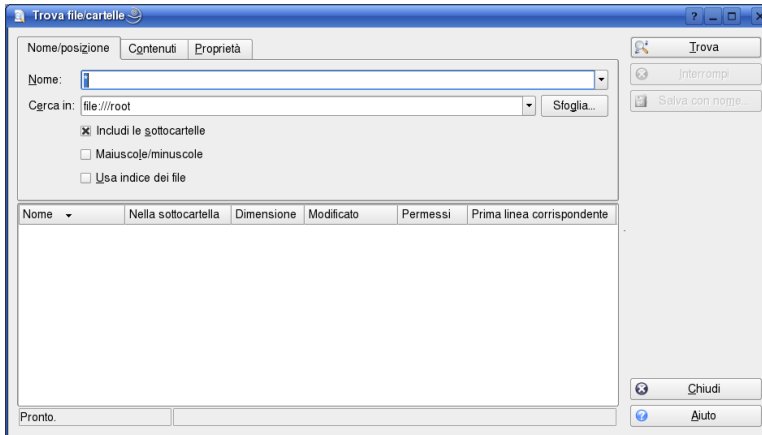 Trova file/cartelle
Nome/posizione Contenuti Proprietà
Trova
Nome: *
Interrompi
Cerca in: file:///root Sfoglia...
Salva con nome...
Includi le sottocartelle
Maiuscole/minuscole
Usa indice dei file
Nome Nella sottocartella Dimensione Modificato Permessi Prima linea corrispondente
Chiudi
Pronto.
Aiuto